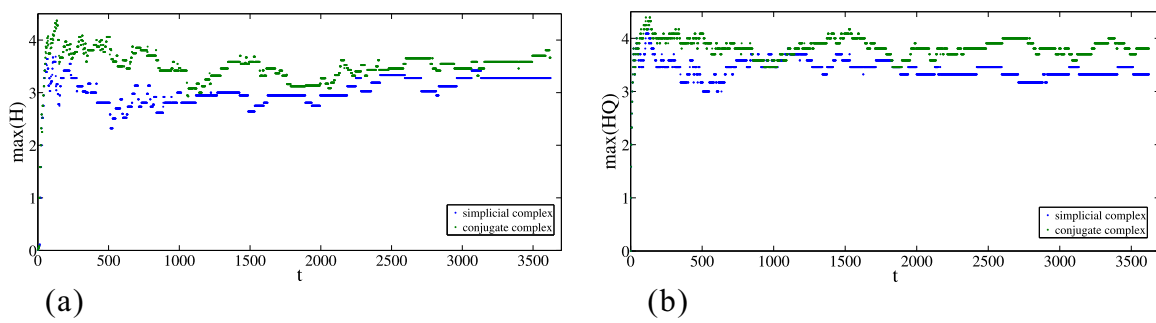 max(H)
4
3
2
1
0
simplicial complex
conjugate complex
0 500 1000 1500 2000 2500 3000 3500
t
(a)
max(HQ)
4
3
2
1
0
simplicial complex
conjugate complex
0 500 1000 1500 2000 2500 3000 3500
t
(b)